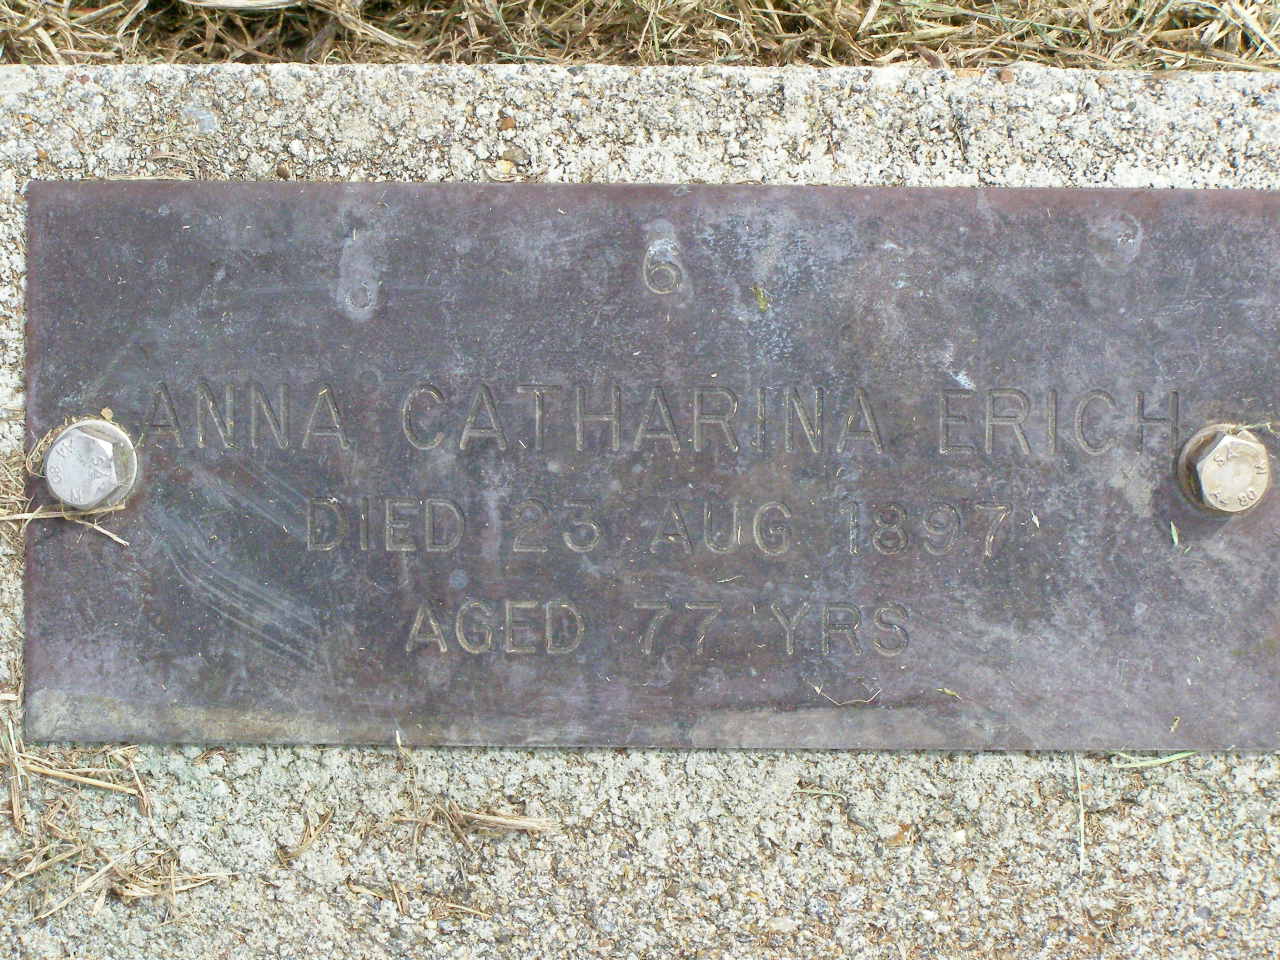 6
ANNA CATHARINA ERICH
DIED 23 AUG 1897
AGED 77 YRS